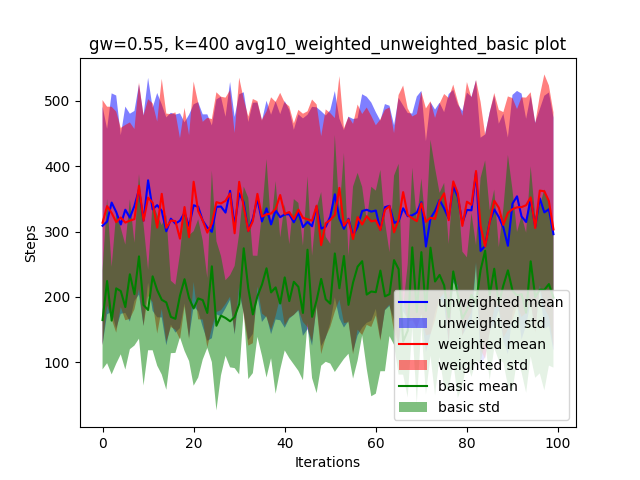 gw=0.55, k=400 avg10_weighted_unweighted_basic plot
500
400
300
200
100
Steps
0
20
40
60
80
100
Iterations
unweighted mean
unweighted std
weighted mean
weighted std
basic mean
basic std